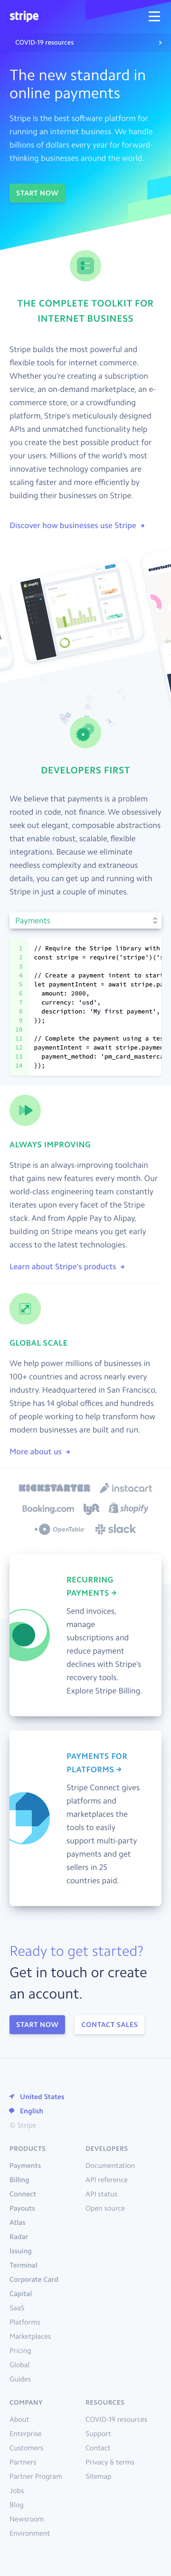 stripe
COVID-19 resources
The new standard in
online payments
Stripe is the best software platform for
running an internet business. We handle
billions of dollars every year for forward-
thinking businesses around the world.
START NOW
THE COMPLETE TOOLKIT FOR
INTERNET BUSINESS
Stripe builds the most powerful and
flexible tools for internet commerce.
Whether you're creating a subscription
service, an on-demand marketplace, an e-
commerce store, or a crowdfunding
platform, Stripe's meticulously designed
APIs and unmatched functionality help
you create the best possible product for
your users. Millions of the world's most
innovative technology companies are
scaling faster and more efficiently by
building their businesses on Stripe.
Discover how businesses use Stripe →
DEVELOPERS FIRST
We believe that payments is a problem
rooted in code, not finance. We obsessively
seek out elegant, composable abstractions
that enable robust, scalable, flexible
integrations. Because we eliminate
needless complexity and extraneous
details, you can get up and running with
Stripe in just a couple of minutes.
Payments
1 // Require the Stripe library with
2 const stripe = require('stripe')('s
3
4 // Create a payment intent to star
5 let paymentIntent = await stripe.pa
6 amount: 2000,
7 currency: 'usd',
8 description: 'My first payment',
9 });
10
11 // Complete the payment using a te
12 paymentIntent = await stripe.paymen
13 payment_method: 'pm_card_masterca
14 });
ALWAYS IMPROVING
Stripe is an always-improving toolchain
that gains new features every month. Our
world-class engineering team constantly
iterates upon every facet of the Stripe
stack. And from Apple Pay to Alipay,
building on Stripe means you get early
access to the latest technologies.
Learn about Stripe's products →
GLOBAL SCALE
We help power millions of businesses in
100+ countries and across nearly every
industry. Headquartered in San Francisco,
Stripe has 14 global offices and hundreds
of people working to help transform how
modern businesses are built and run.
More about us →
KICKSTARTER instacart
Booking.com lyft shopify
OpenTable slack
RECURRING
PAYMENTS →
Send invoices,
manage
subscriptions and
reduce payment
declines with Stripe's
recovery tools.
Explore Stripe Billing.
PAYMENTS FOR
PLATFORMS →
Stripe Connect gives
platforms and
marketplaces the
tools to easily
support multi-party
payments and get
sellers in 25
countries paid.
Ready to get started?
Get in touch or create
an account.
START NOW CONTACT SALES
United States
English
© Stripe
PRODUCTS
Payments
Billing
Connect
Payouts
Atlas
Radar
Issuing
Terminal
Corporate Card
Capital
SaaS
Platforms
Marketplaces
Pricing
Global
Guides
DEVELOPERS
Documentation
API reference
API status
Open source
COMPANY
About
Enterprise
Customers
Partners
Partner Program
Jobs
Blog
Newsroom
Environment
RESOURCES
COVID-19 resources
Support
Contact
Privacy & terms
Sitemap